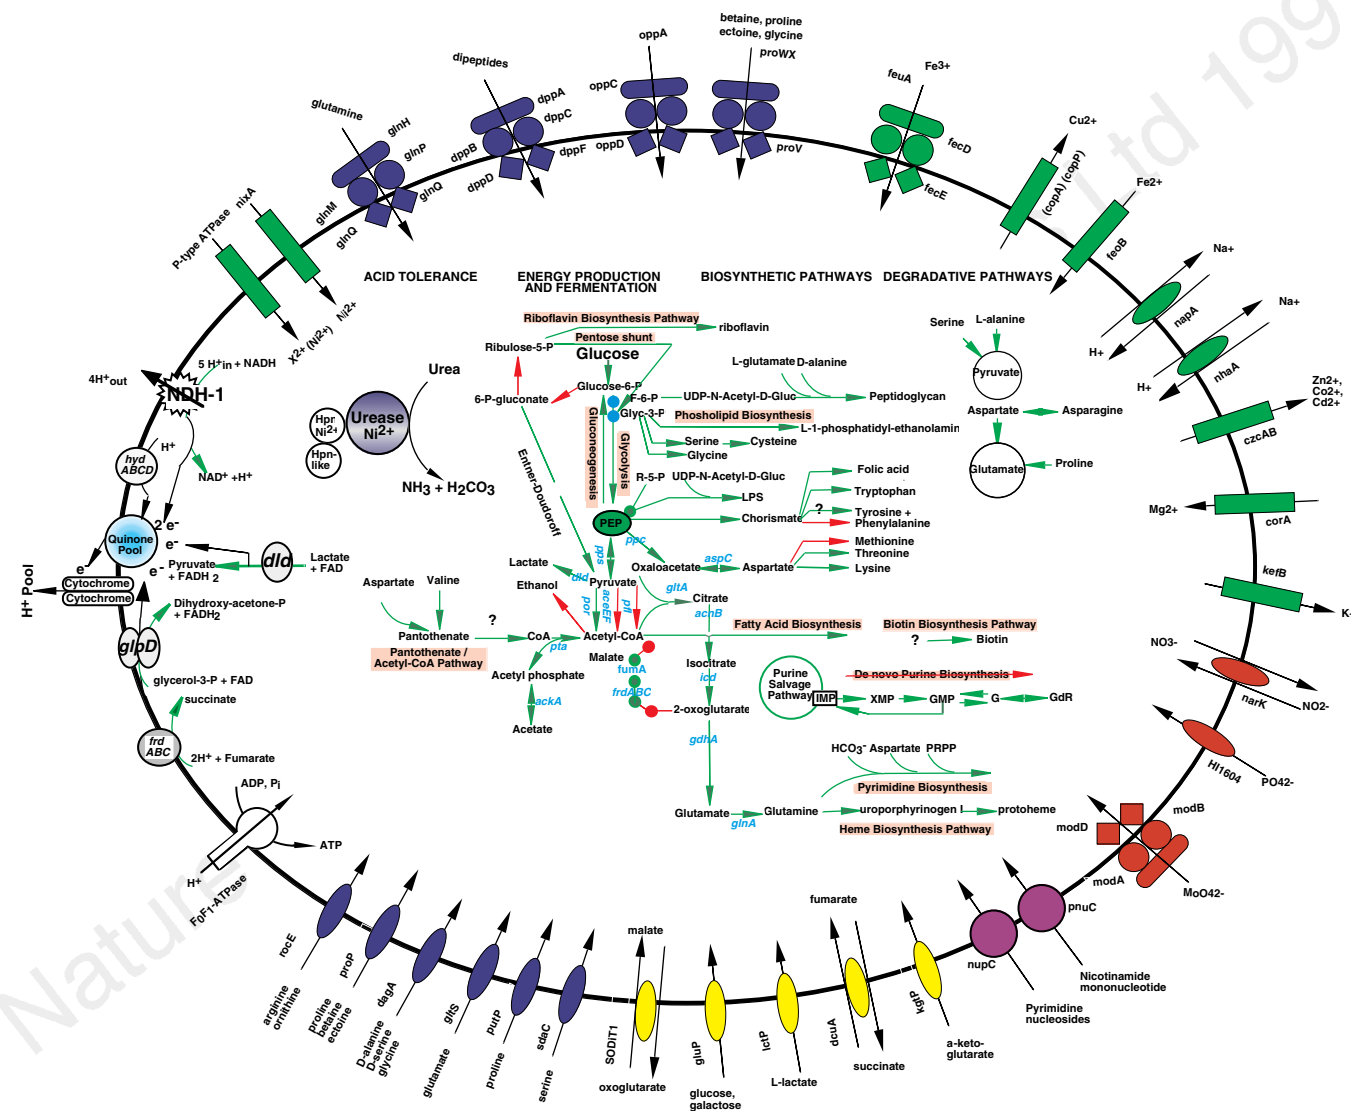 betaine, proline
ectoine, glycine
proWX
oppA
dipeptides
feuA
Fe3+
oppC
dppA
dppC
glutamine
glnH
glnP
dppB
dppF
oppD
proV
fecD
fecE
Cu2+
(copA) (copP)
Fe2+
dppD
glnQ
glnM
glnQ
nixA
P-type ATPase
feoB
Na+
napA
Na+
nhaA
H+
H+
Ni2+
X2+ (Ni2+)
ACID TOLERANCE
ENERGY PRODUCTION
AND FERMENTATION
BIOSYNTHETIC PATHWAYS
DEGRADATIVE PATHWAYS
Riboflavin Biosynthesis Pathway
riboflavin
Pentose shunt
Ribulose-5-P
Glucose
Serine
L-alanine
Pyruvate
5 H+in + NADH
4H+out
NDH-1
Urea
L-glutamate
D-alanine
Glucose-6-P
6-P-gluconate
F-6-P
UDP-N-Acetyl-D-Gluc
Peptidoglycan
Glyc-3-P
Phosholipid Biosynthesis
L-1-phosphatidyl-ethanolamin
Aspartate
Asparagine
Zn2+,
Co2+,
Cd2+
czcAB
Hpn
Ni2+
Hpn-
like
Urease
Ni2+
NH3 + H2CO3
Gluconeogenesis
Glycolysis
Entner-Doudoroff
Serine
Cysteine
Glycine
H+
hyd
ABCD
NAD+ +H+
R-5-P
UDP-N-Acetyl-D-Gluc
LPS
Folic acid
Tryptophan
Glutamate
Proline
PEP
Chorismate
?
Tyrosine +
Phenylalanine
Mg2+
corA
2 e-
Quinone
Pool
e-
e-
e-
ppc
pps
Methionine
Threonine
Lysine
Oxaloacetate
aspC
Aspartate
Pyruvate
+ FADH 2
dld
Lactate
+ FAD
H+ Pool
Cytochrome
Cytochrome
Lactate
dld
Ethanol
Pyruvate
por
aceEF
pfl
gltA
Citrate
acnB
kefB
K+
Aspartate
Valine
Dihydroxy-acetone-P
+ FADH2
glpD
?
Pantothenate
CoA
pta
Acetyl-CoA
Pantothenate /
Acetyl-CoA Pathway
Fatty Acid Biosynthesis
Biotin Biosynthesis Pathway
?
Biotin
Malate
fumA
frdABC
Isocitrate
icd
2-oxoglutarate
gdhA
Acetyl phosphate
ackA
Acetate
glycerol-3-P + FAD
succinate
frd
ABC
2H+ + Fumarate
Purine
Salvage
Pathway
De novo Purine Biosynthesis
IMP
XMP
GMP
G
GdR
NO3-
narK
NO2-
HI1604
PO42-
HCO3-
Aspartate
PRPP
Pyrimidine Biosynthesis
Glutamate
glnA
Glutamine
uroporphyrinogen I
protoheme
Heme Biosynthesis Pathway
ADP, Pi
ATP
H+
F0F1-ATPase
modB
modD
modA
MoO42-
rocE
arginine
ornithine
proP
proline
betaine
ectoine
dagA
D-alanine
D-serine
glycine
gltS
glutamate
putP
proline
sdaC
serine
malate
SODiT1
oxoglutarate
gluP
glucose,
galactose
lctP
L-lactate
fumarate
dcuA
succinate
kgtP
a-keto-
glutarate
nupC
Pyrimidine
nucleosides
pnuC
Nicotinamide
mononucleotide
Nature
Ltd 199